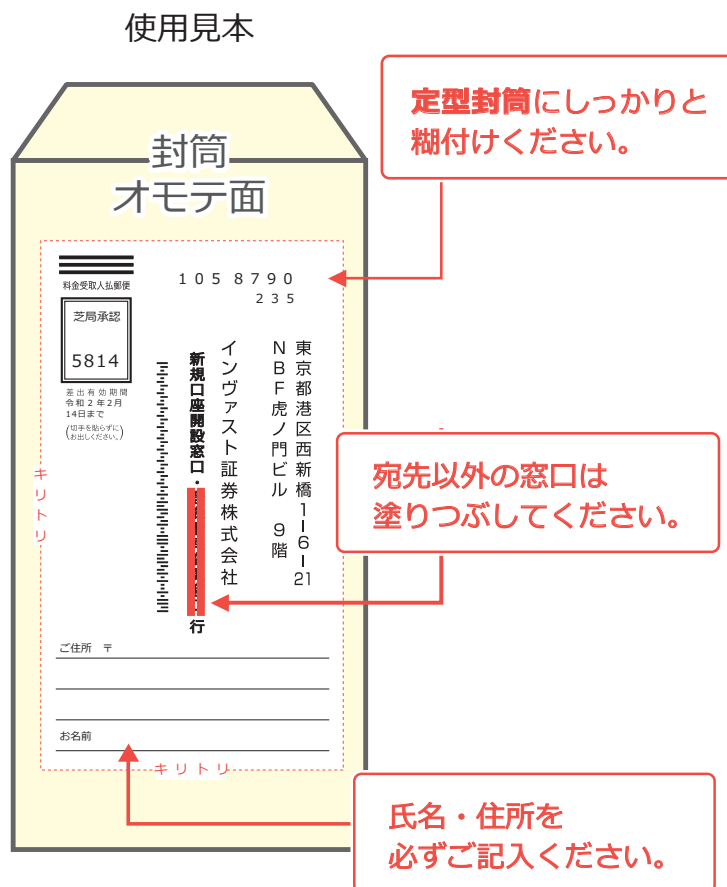 使用見本
定型封筒にしっかりと
糊付けください。
封筒
オモテ面
料金受取人払郵便
芝局承認
5814
差出有効期間
令和2年2月
14日まで
(切手を貼らずに
お出しください。)
1058790
235
東京都港区西新橋1-6-21
NBF虎ノ門ビル 9階
インヴァスト証券株式会社
新規口座開設窓口・
行
キリトリ
宛先以外の窓口は
塗りつぶしてください。
ご住所 〒
お名前
キリトリ
氏名・住所を
必ずご記入ください。